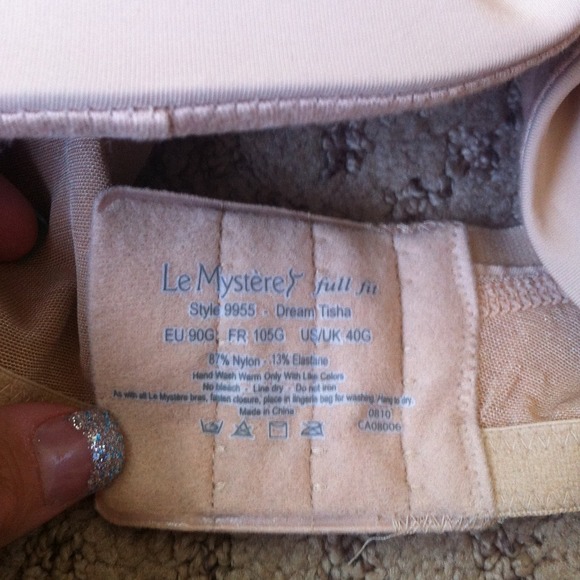 Le Mystère full fit
Style 9955 · Dream Tisha
EU 90G FR 105G US/UK 40G
87% Nylon · 13% Elastane
Hand Wash Warm Only With Like Colors
No bleach · Line dry · Do not iron
As with all Le Mystère bras, fasten closure, place in lingerie bag for washing. Hang to dry.
Made in China
0810
CA08006